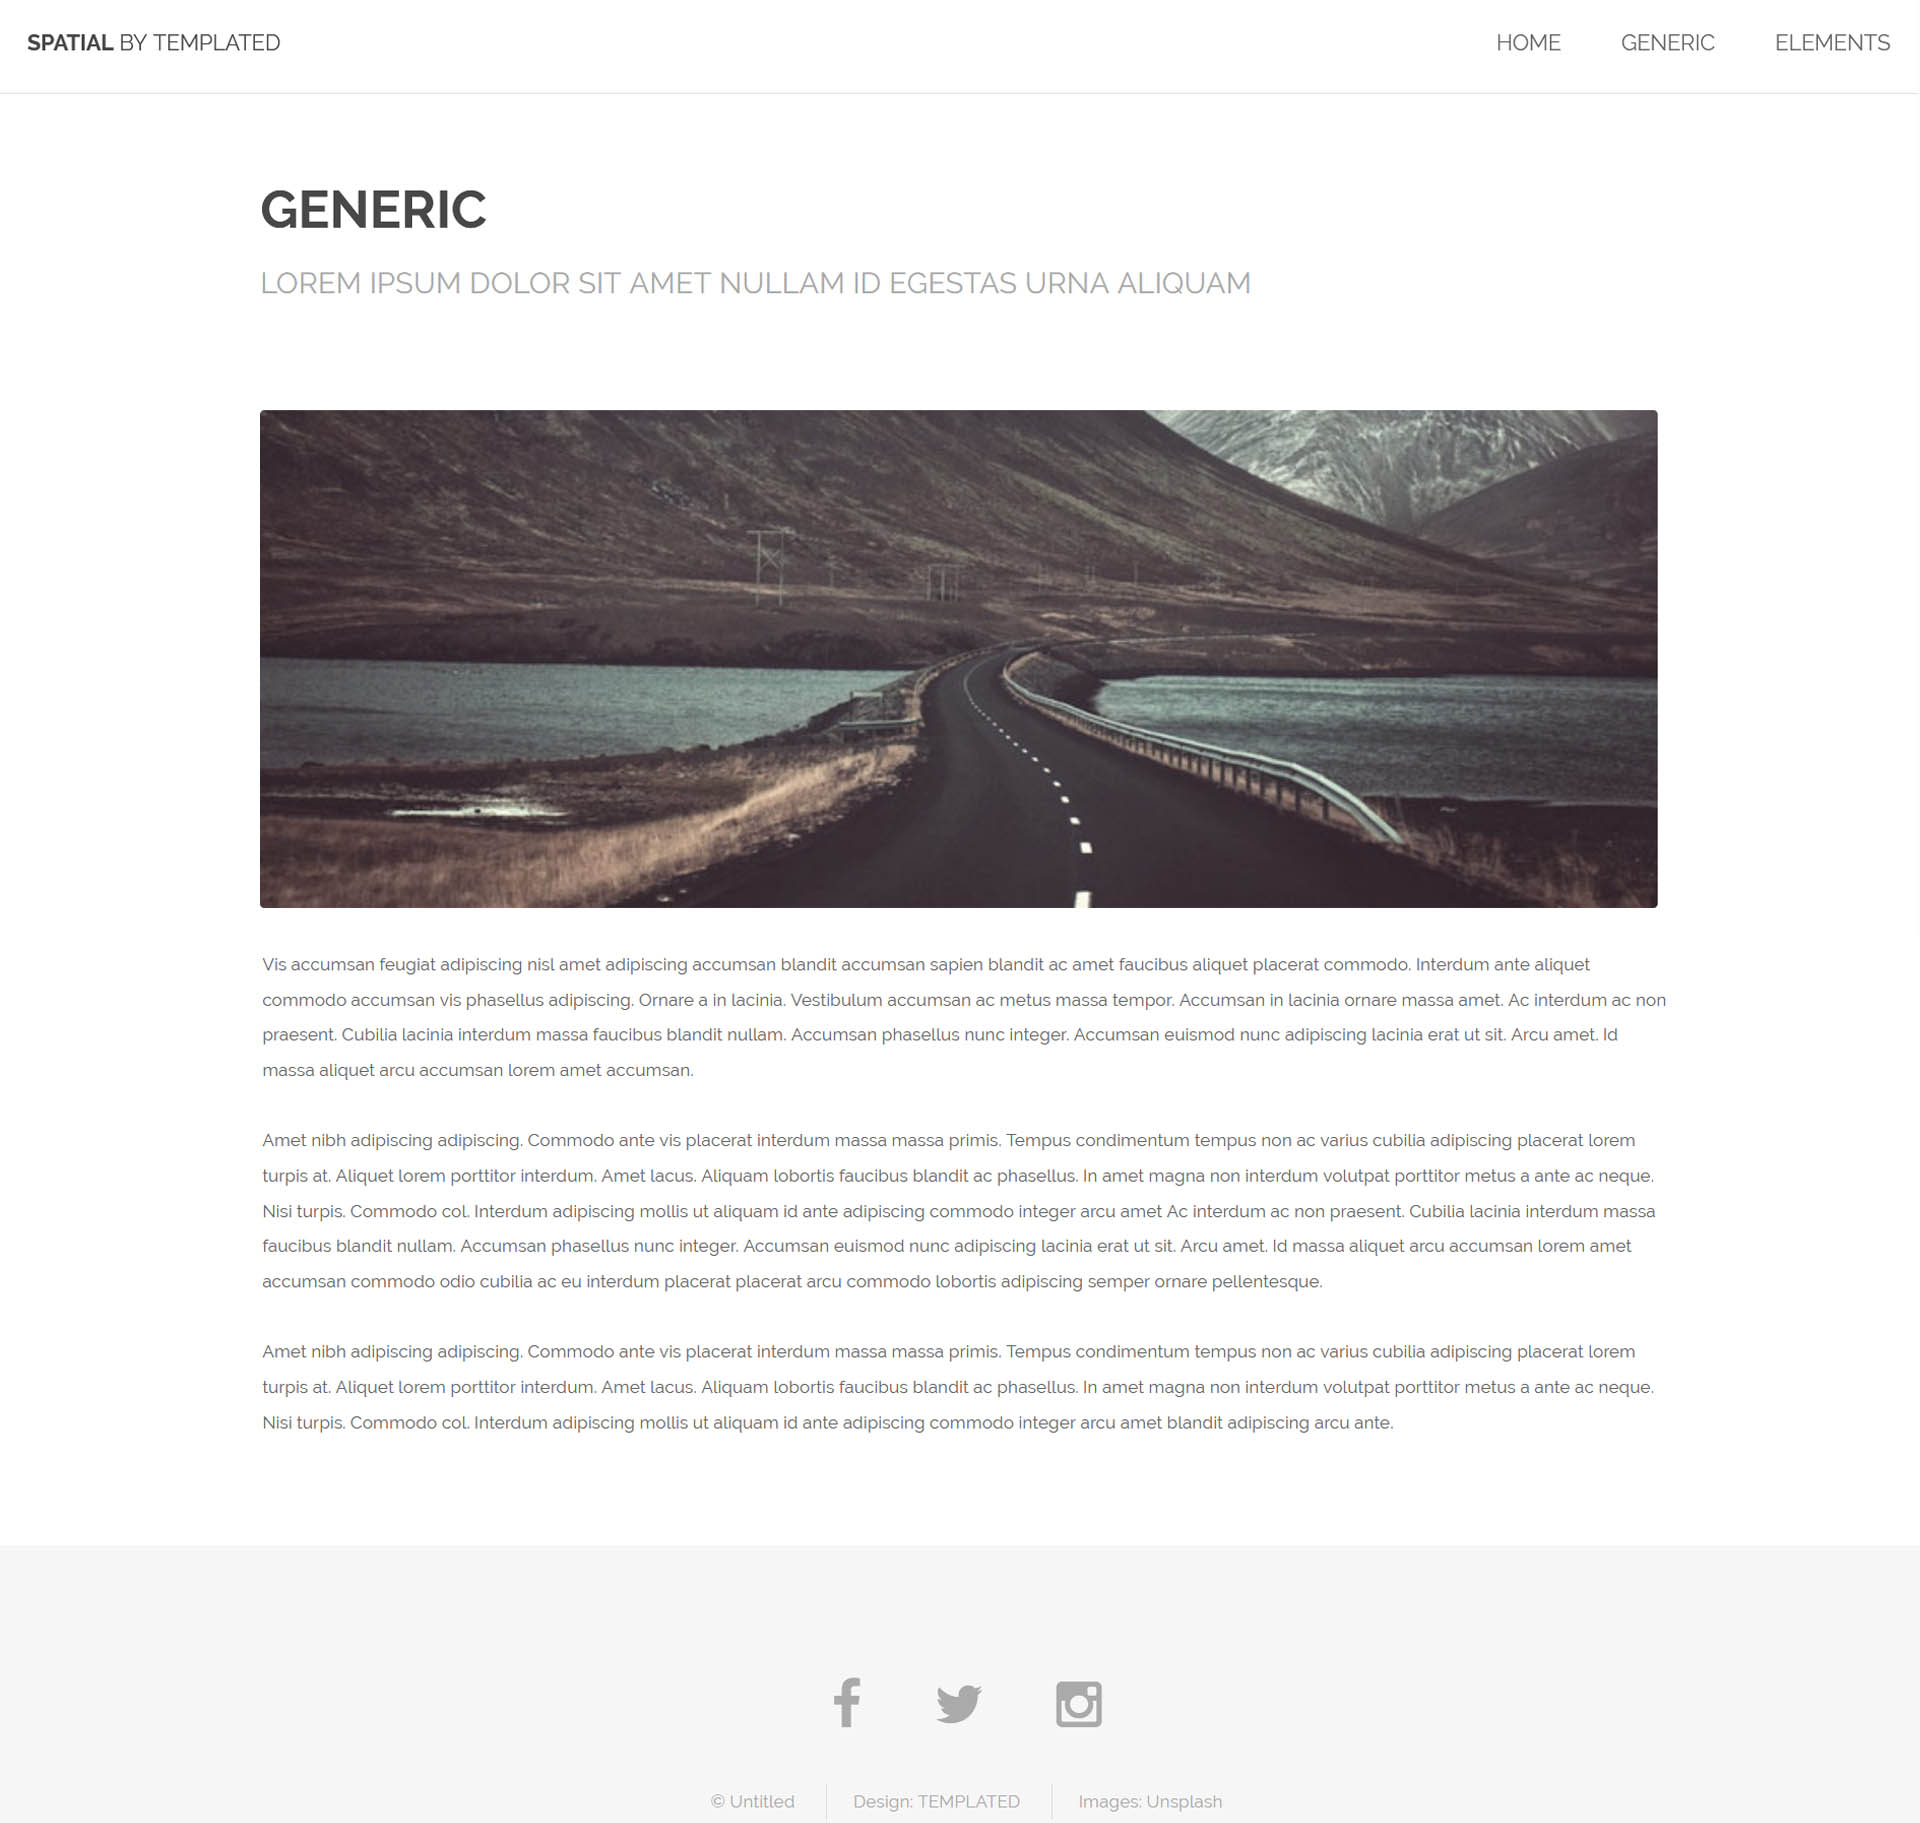 SPATIAL BY TEMPLATED
HOME GENERIC ELEMENTS
GENERIC
LOREM IPSUM DOLOR SIT AMET NULLAM ID EGESTAS URNA ALIQUAM
Vis accumsan feugiat adipiscing nisl amet adipiscing accumsan blandit accumsan sapien blandit ac amet faucibus aliquet placerat commodo. Interdum ante aliquet
commodo accumsan vis phasellus adipiscing. Ornare a in lacinia. Vestibulum accumsan ac metus massa tempor. Accumsan in lacinia ornare massa amet. Ac interdum ac non
praesent. Cubilia lacinia interdum massa faucibus blandit nullam. Accumsan phasellus nunc integer. Accumsan euismod nunc adipiscing lacinia erat ut sit. Arcu amet. Id
massa aliquet arcu accumsan lorem amet accumsan.
Amet nibh adipiscing adipiscing. Commodo ante vis placerat interdum massa massa primis. Tempus condimentum tempus non ac varius cubilia adipiscing placerat lorem
turpis at. Aliquet lorem porttitor interdum. Amet lacus. Aliquam lobortis faucibus blandit ac phasellus. In amet magna non interdum volutpat porttitor metus a ante ac neque.
Nisi turpis. Commodo col. Interdum adipiscing mollis ut aliquam id ante adipiscing commodo integer arcu amet Ac interdum ac non praesent. Cubilia lacinia interdum massa
faucibus blandit nullam. Accumsan phasellus nunc integer. Accumsan euismod nunc adipiscing lacinia erat ut sit. Arcu amet. Id massa aliquet arcu accumsan lorem amet
accumsan commodo odio cubilia ac eu interdum placerat placerat arcu commodo lobortis adipiscing semper ornare pellentesque.
Amet nibh adipiscing adipiscing. Commodo ante vis placerat interdum massa massa primis. Tempus condimentum tempus non ac varius cubilia adipiscing placerat lorem
turpis at. Aliquet lorem porttitor interdum. Amet lacus. Aliquam lobortis faucibus blandit ac phasellus. In amet magna non interdum volutpat porttitor metus a ante ac neque.
Nisi turpis. Commodo col. Interdum adipiscing mollis ut aliquam id ante adipiscing commodo integer arcu amet blandit adipiscing arcu ante.
© Untitled Design: TEMPLATED Images: Unsplash